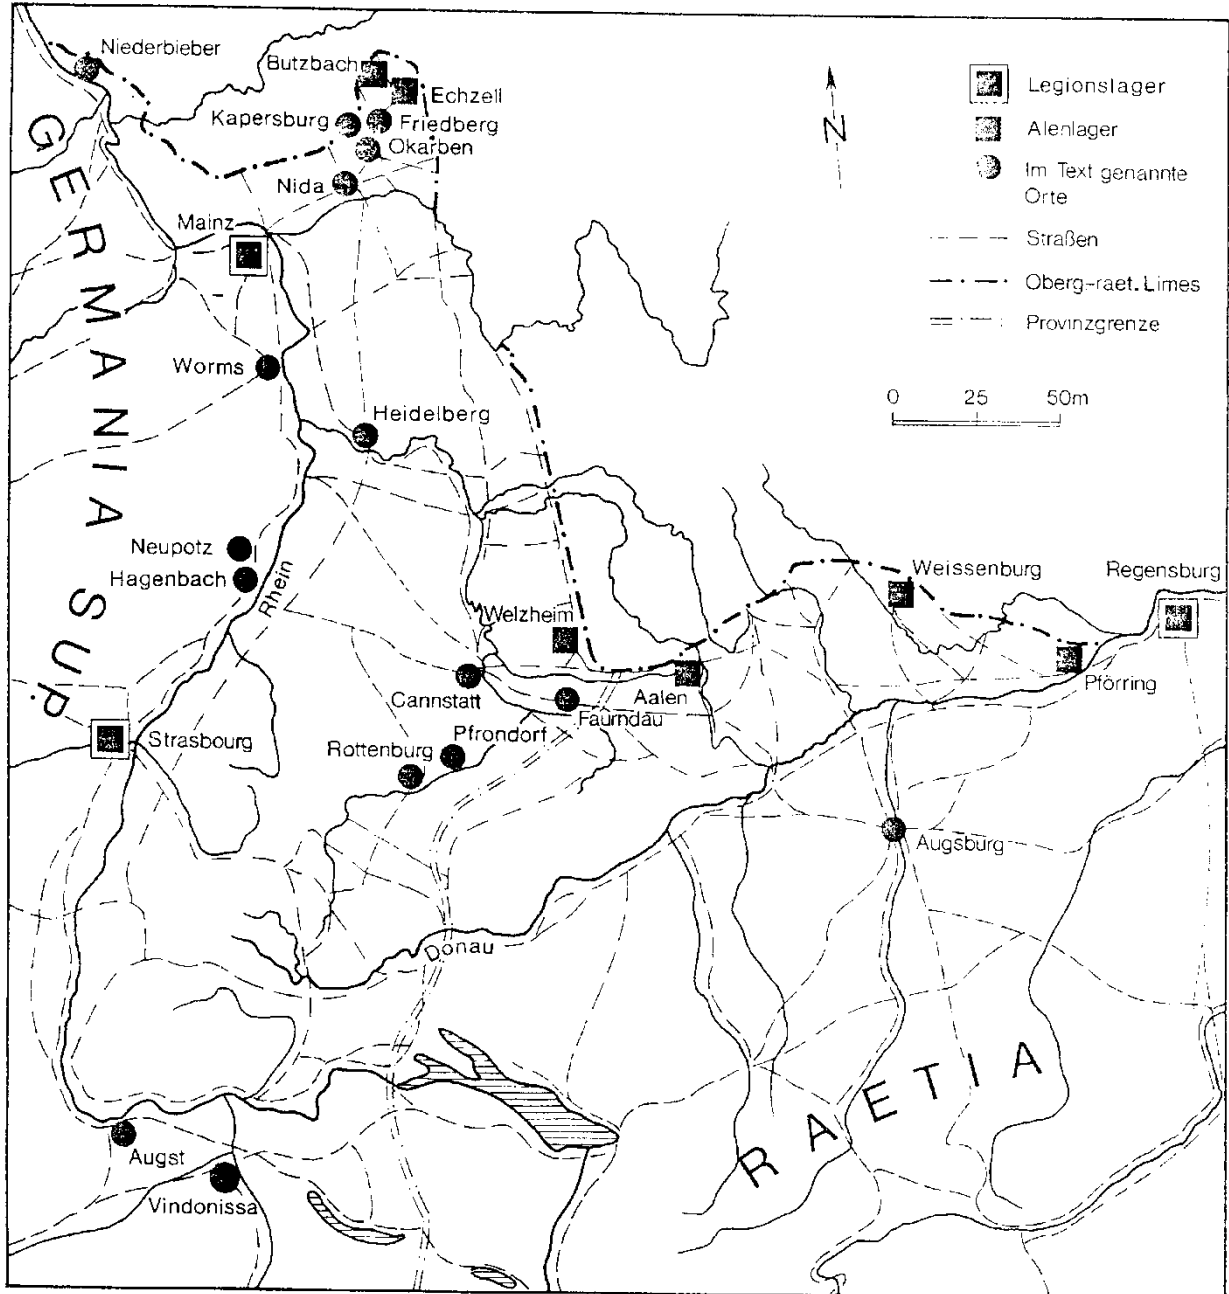 Niederbieber
Butzbach
Echzell
Kapersburg
Friedberg
Okarben
Nida
Mainz
GERMANIA SUP.
Worms
Heidelberg
Neupotz
Hagenbach
Rhein
Welzheim
Weissenburg
Regensburg
Cannstatt
Aalen
Pförring
Faurndau
Pfrondorf
Strasbourg
Rottenburg
Augsburg
Donau
RAETIA
Augst
Vindonissa
N
Legionslager
Alenlager
Im Text genannte
Orte
Straßen
Oberg-raet. Limes
Provinzgrenze
0 25 50m